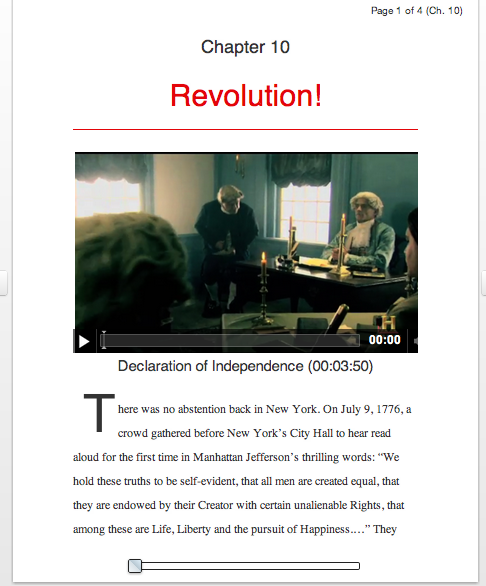 Page 1 of 4 (Ch. 10)
Chapter 10
Revolution!
H
00:00
Declaration of Independence (00:03:50)
There was no abstention back in New York. On July 9, 1776, a
crowd gathered before New York’s City Hall to hear read
aloud for the first time in Manhattan Jefferson’s thrilling words: “We
hold these truths to be self-evident, that all men are created equal, that
they are endowed by their Creator with certain unalienable Rights, that
among these are Life, Liberty and the pursuit of Happiness.…” They